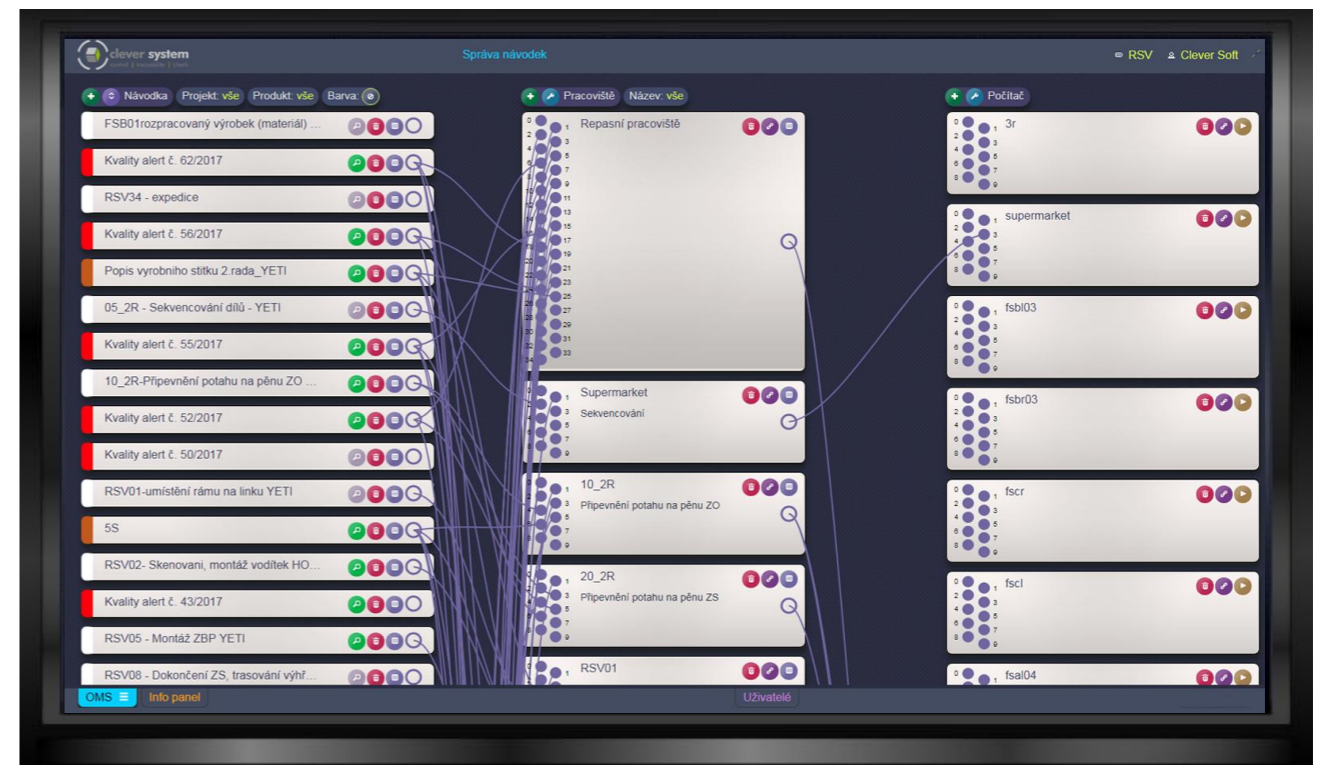 clever system
Správa návodek
RSV
Clever Soft
Návodka
Projekt: vše
Produkt: vše
Barva:
FSB01rozpracovaný výrobek (materiál) ...
Kvality alert č. 62/2017
RSV34 - expedice
Kvality alert č. 56/2017
Popis vyrobniho stitku 2.rada_YETI
05_2R - Sekvencování dílů - YETI
Kvality alert č. 55/2017
10_2R-Připevnění potahu na pěnu ZO ...
Kvality alert č. 52/2017
Kvality alert č. 50/2017
RSV01-umístění rámu na linku YETI
5S
RSV02- Skenovani, montáž vodítek HO...
Kvality alert č. 43/2017
RSV05 - Montáž ZBP YETI
RSV08 - Dokončení ZS, trasování výhř...
Pracoviště
Název: vše
Repasní pracoviště
Supermarket
Sekvencování
10_2R
Připevnění potahu na pěnu ZO
20_2R
Připevnění potahu na pěnu ZS
RSV01
Počítač
3r
supermarket
fsbl03
fsbr03
fscr
fscl
fsal04
OMS
Info panel
Uživatelé